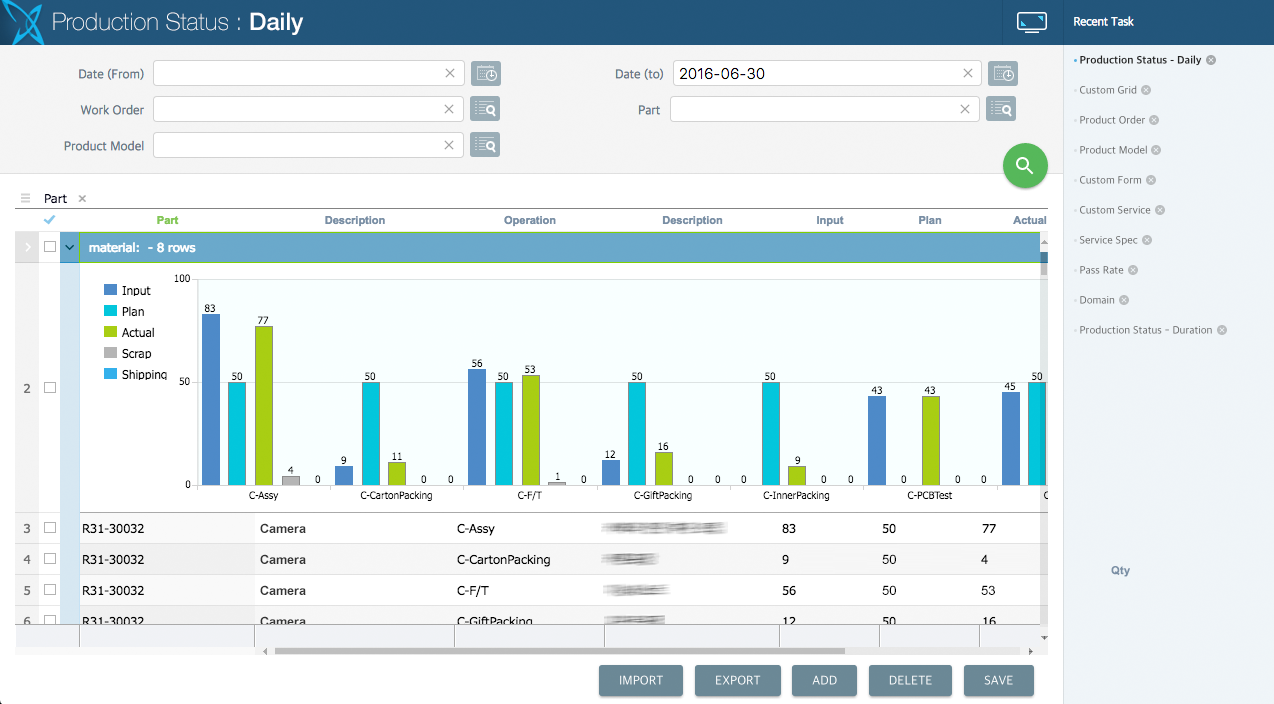 Production Status : Daily
Recent Task
Date (From)
Date (to) 2016-06-30
Work Order
Part
Product Model
Production Status - Daily
Custom Grid
Product Order
Product Model
Custom Form
Custom Service
Service Spec
Pass Rate
Domain
Production Status - Duration
Part
Part Description Operation Description Input Plan Actual
material: - 8 rows
2
Input
Plan
Actual
Scrap
Shipping
100
50
0
83 50 77 4 0
9 50 11 0 0
56 50 53 1 0
12 50 16 0 0
0 50 9 0 0
43 0 43 0 0
45 50
C-Assy C-CartonPacking C-F/T C-GiftPacking C-InnerPacking C-PCBTest C
3 R31-30032 Camera C-Assy 83 50 77
4 R31-30032 Camera C-CartonPacking 9 50 4
5 R31-30032 Camera C-F/T 56 50 53
6 R31-30032 Camera C-GiftPacking 12 50 16
Qty
IMPORT EXPORT ADD DELETE SAVE